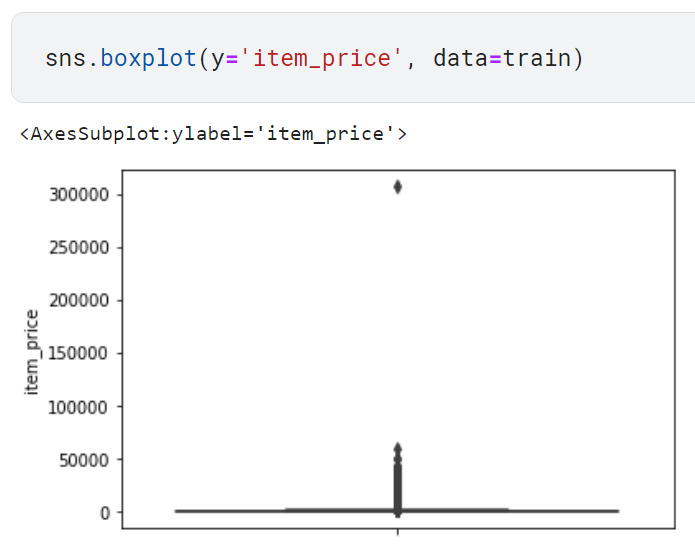 sns.boxplot(y='item_price', data=train)
<AxesSubplot:ylabel='item_price'>
300000
250000
200000
150000
100000
50000
0
item_price